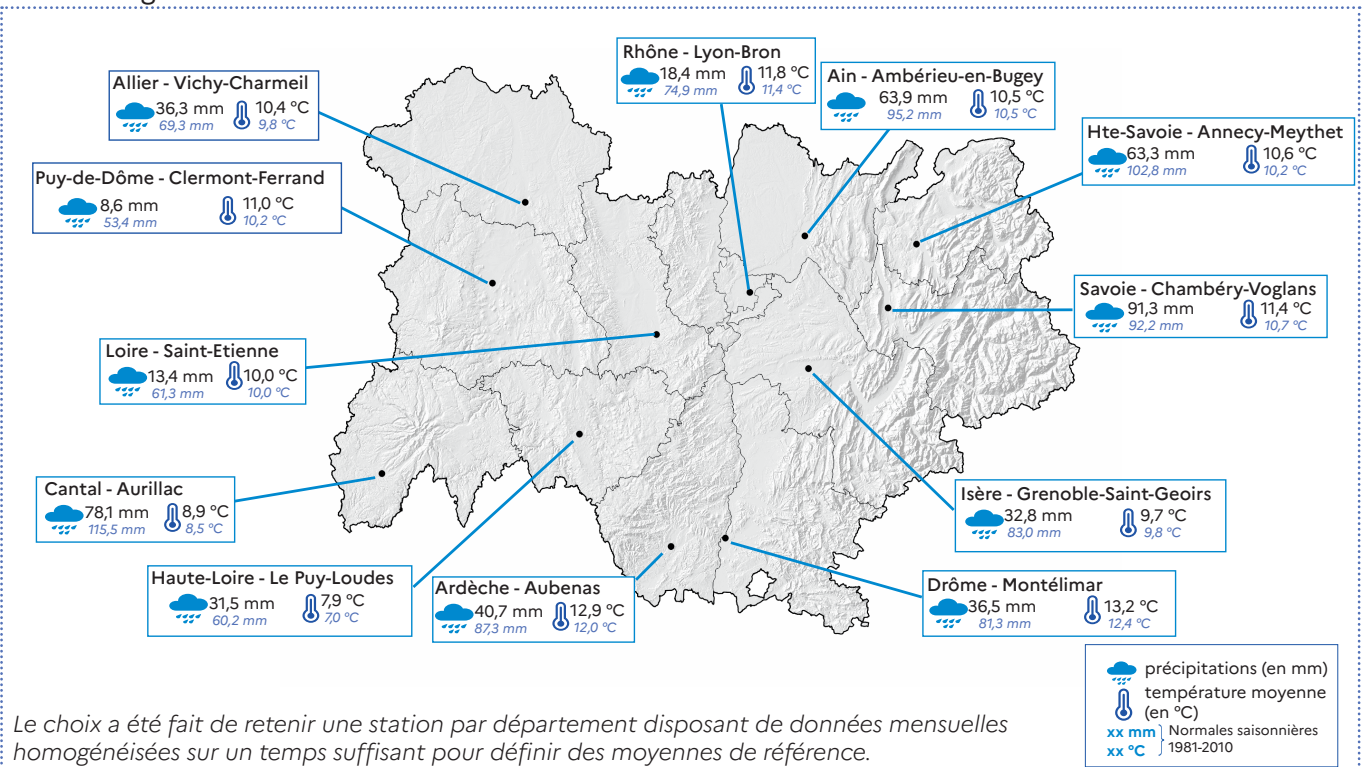 Allier - Vichy-Charmeil
36,3 mm 10,4 °C
69,3 mm 9,8 °C
Rhône - Lyon-Bron
18,4 mm 11,8 °C
74,9 mm 11,4 °C
Ain - Ambérieu-en-Bugey
63,9 mm 10,5 °C
95,2 mm 10,5 °C
Hte-Savoie - Annecy-Meythet
63,3 mm 10,6 °C
102,8 mm 10,2 °C
Puy-de-Dôme - Clermont-Ferrand
8,6 mm 11,0 °C
53,4 mm 10,2 °C
Savoie - Chambéry-Voglans
91,3 mm 11,4 °C
92,2 mm 10,7 °C
Loire - Saint-Etienne
13,4 mm 10,0 °C
61,3 mm 10,0 °C
Cantal - Aurillac
78,1 mm 8,9 °C
115,5 mm 8,5 °C
Isère - Grenoble-Saint-Geoirs
32,8 mm 9,7 °C
83,0 mm 9,8 °C
Haute-Loire - Le Puy-Loudes
31,5 mm 7,9 °C
60,2 mm 7,0 °C
Ardèche - Aubenas
40,7 mm 12,9 °C
87,3 mm 12,0 °C
Drôme - Montélimar
36,5 mm 13,2 °C
81,3 mm 12,4 °C
précipitations (en mm)
température moyenne
(en °C)
xx mm Normales saisonnières
xx °C 1981-2010
Le choix a été fait de retenir une station par département disposant de données mensuelles
homogénéisées sur un temps suffisant pour définir des moyennes de référence.